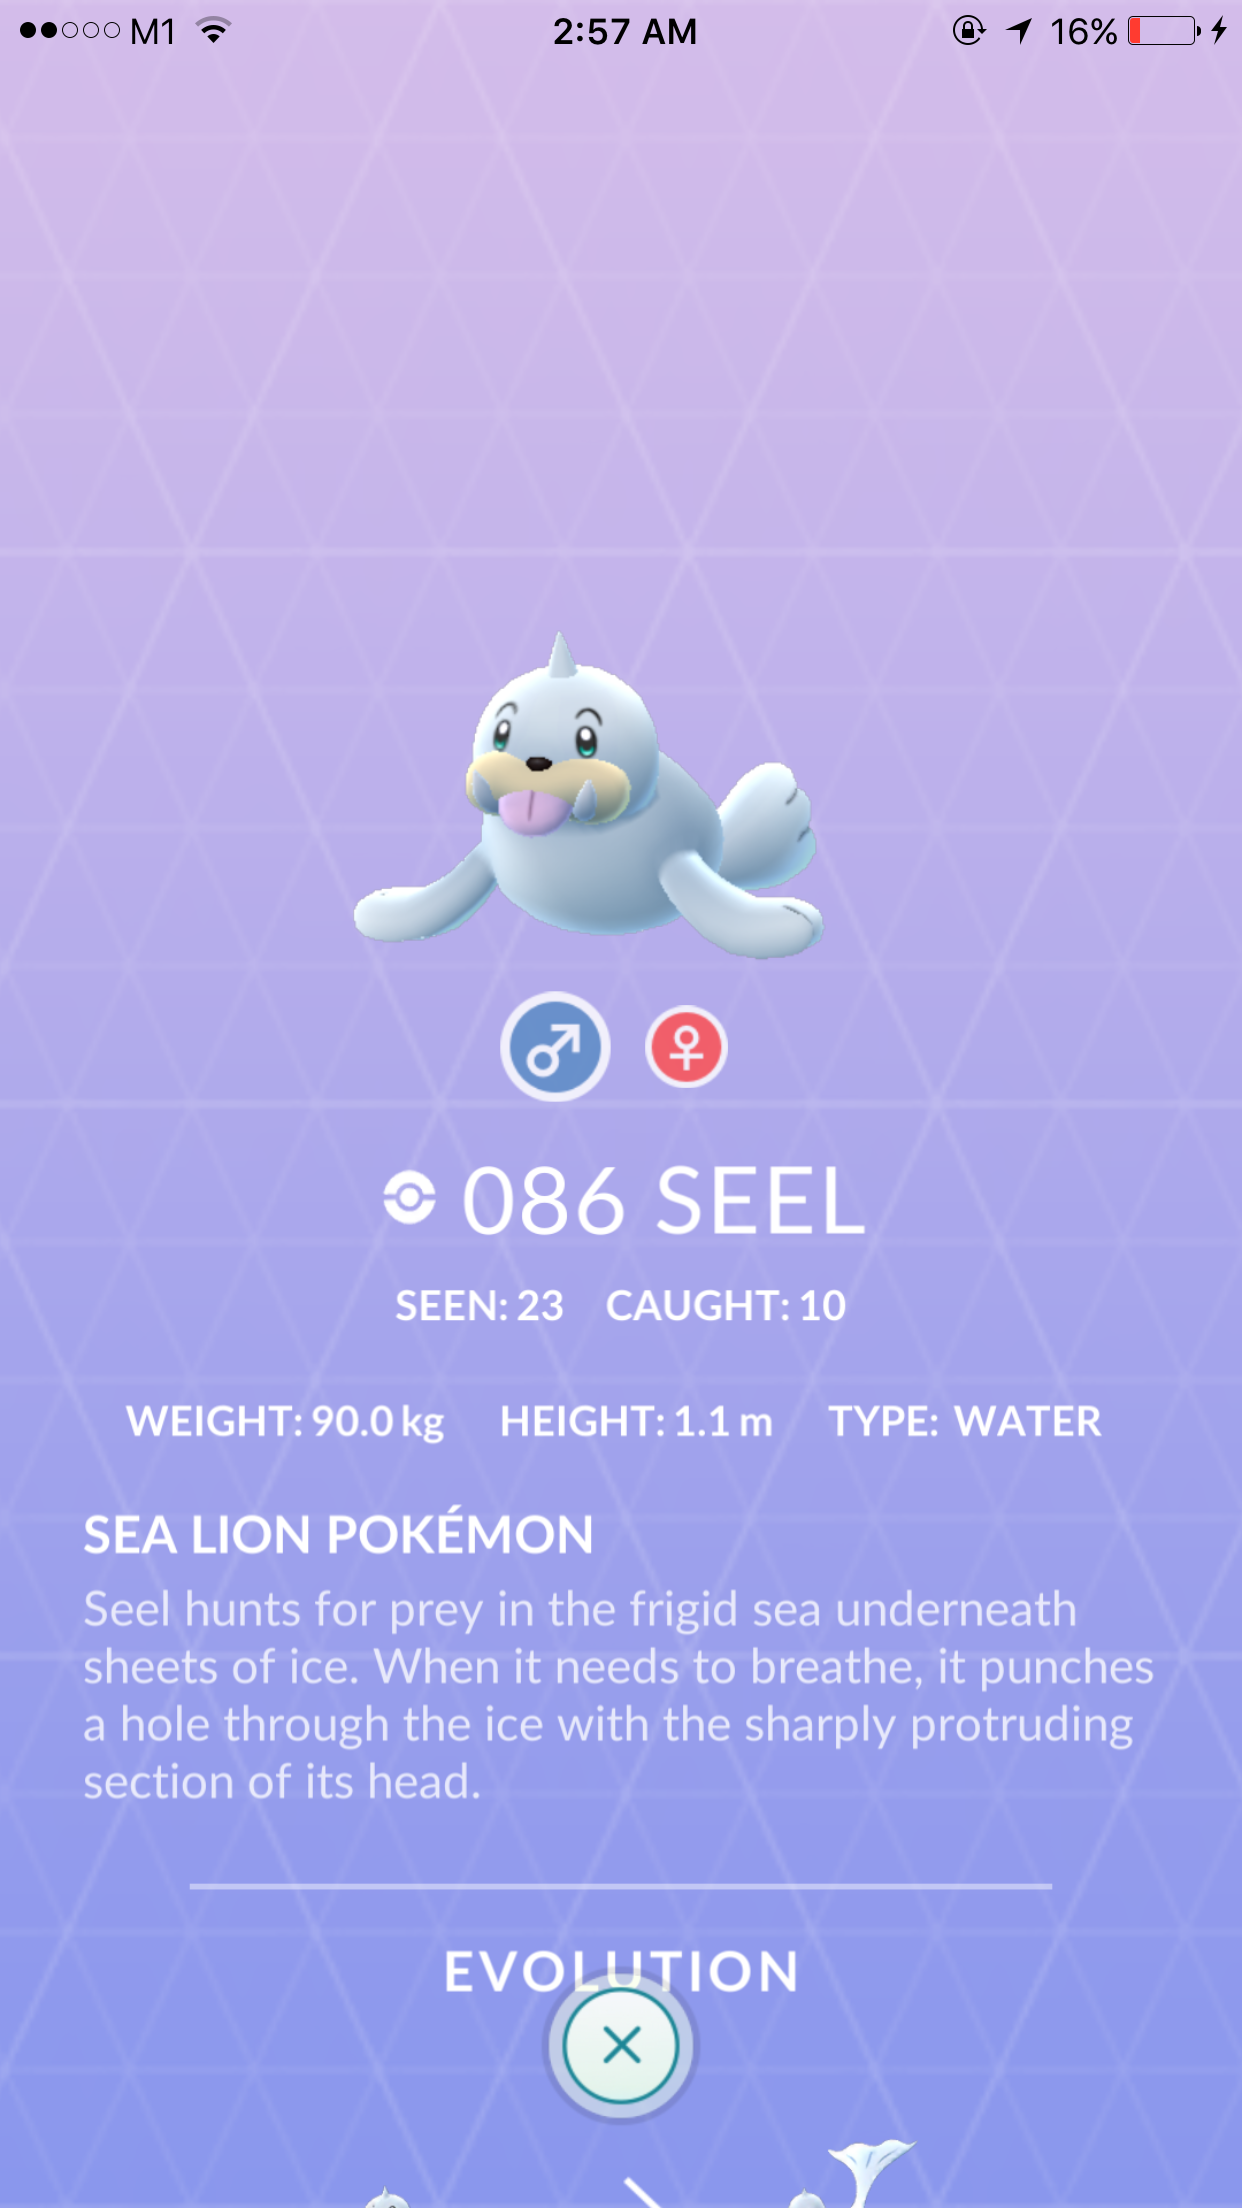 M1 2:57 AM 16%
086 SEEL
SEEN: 23 CAUGHT: 10
WEIGHT: 90.0 kg HEIGHT: 1.1 m TYPE: WATER
SEA LION POKÉMON
Seel hunts for prey in the frigid sea underneath
sheets of ice. When it needs to breathe, it punches
a hole through the ice with the sharply protruding
section of its head.
EVOLUTION